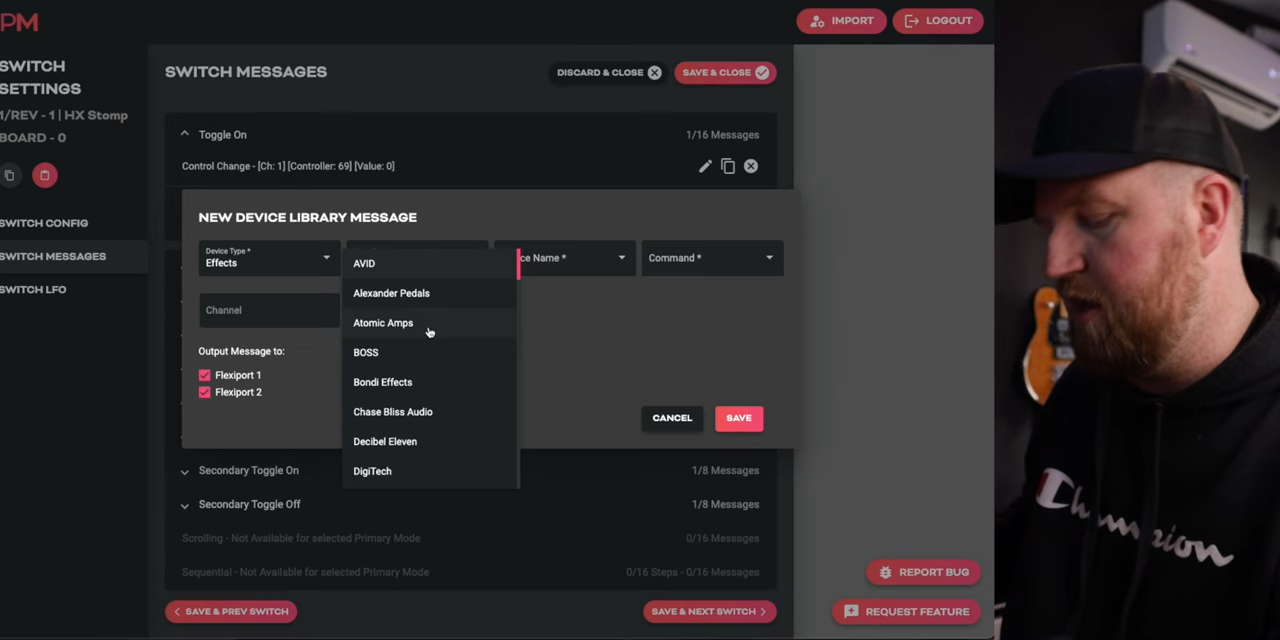 PM
IMPORT
LOGOUT
SWITCH
SETTINGS
1/REV - 1 | HX Stomp
BOARD - 0
SWITCH CONFIG
SWITCH MESSAGES
SWITCH LFO
SWITCH MESSAGES
DISCARD & CLOSE
SAVE & CLOSE
Toggle On
1/16 Messages
Control Change - [Ch: 1] [Controller: 69] [Value: 0]
NEW DEVICE LIBRARY MESSAGE
Device Type *
Effects
ce Name *
Command *
Channel
AVID
Alexander Pedals
Atomic Amps
BOSS
Bondi Effects
Chase Bliss Audio
Decibel Eleven
DigiTech
Output Message to:
Flexiport 1
Flexiport 2
CANCEL
SAVE
Secondary Toggle On
1/8 Messages
Secondary Toggle Off
1/8 Messages
Scrolling - Not Available for selected Primary Mode
0/16 Messages
Sequential - Not Available for selected Primary Mode
0/16 Steps - 0/16 Messages
SAVE & PREV SWITCH
SAVE & NEXT SWITCH
REPORT BUG
REQUEST FEATURE
Champion